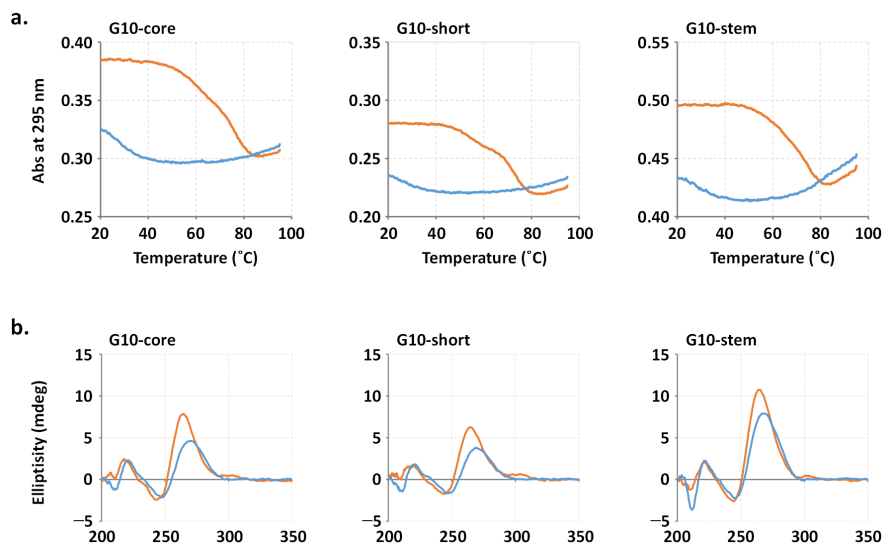 a.
G10-core
G10-short
G10-stem
Abs at 295 nm
0.40
0.35
0.30
0.25
0.35
0.30
0.25
0.20
0.55
0.50
0.45
0.40
20 40 60 80 100
20 40 60 80 100
20 40 60 80 100
Temperature (˚C)
Temperature (˚C)
Temperature (˚C)
b.
G10-core
G10-short
G10-stem
Elliptisity (mdeg)
15
10
5
0
−5
15
10
5
0
−5
15
10
5
0
−5
200 250 300 350
200 250 300 350
200 250 300 350